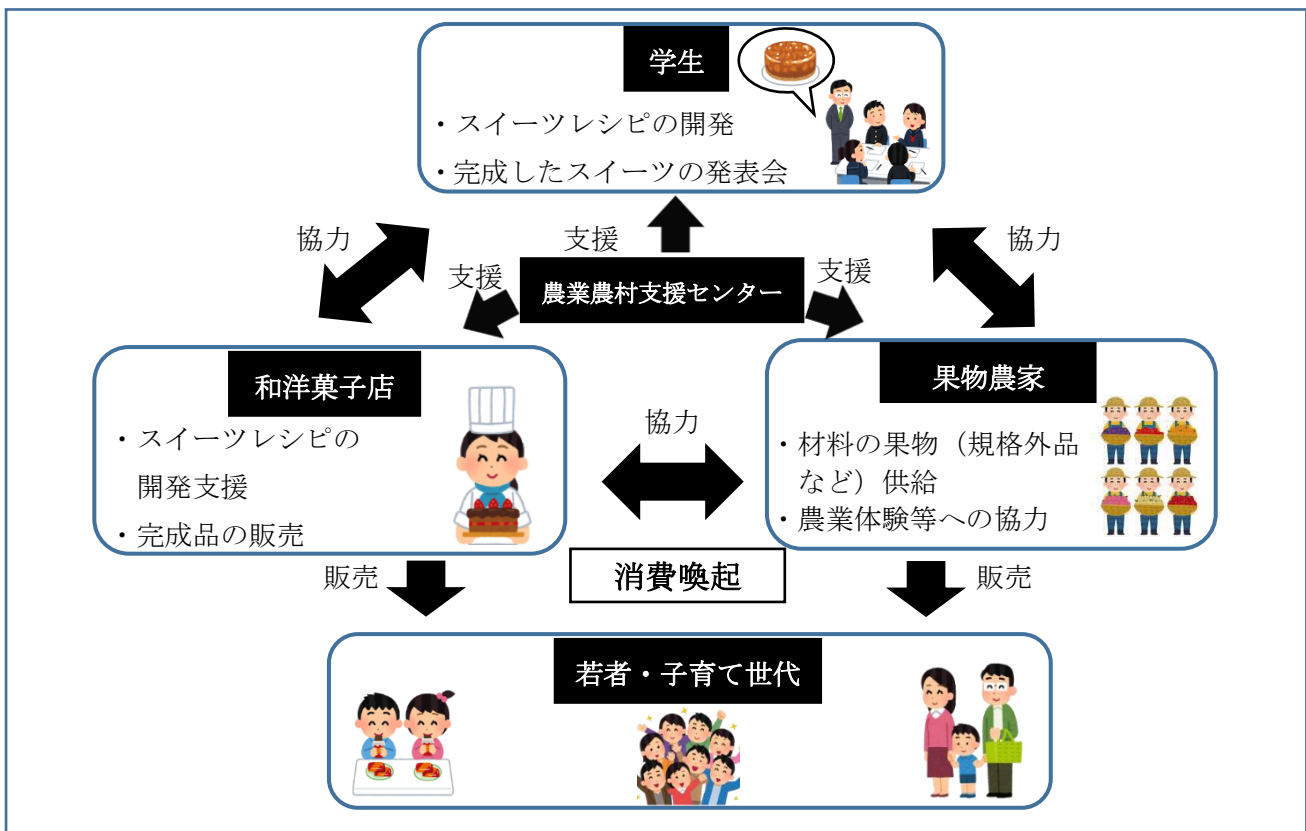 学生
・スイーツレシピの開発
・完成したスイーツの発表会
協力
支援
協力
支援
農業農村支援センター
支援
和洋菓子店
・スイーツレシピの
開発支援
・完成品の販売
協力
果物農家
・材料の果物（規格外品
など）供給
・農業体験等への協力
販売
消費喚起
販売
若者・子育て世代